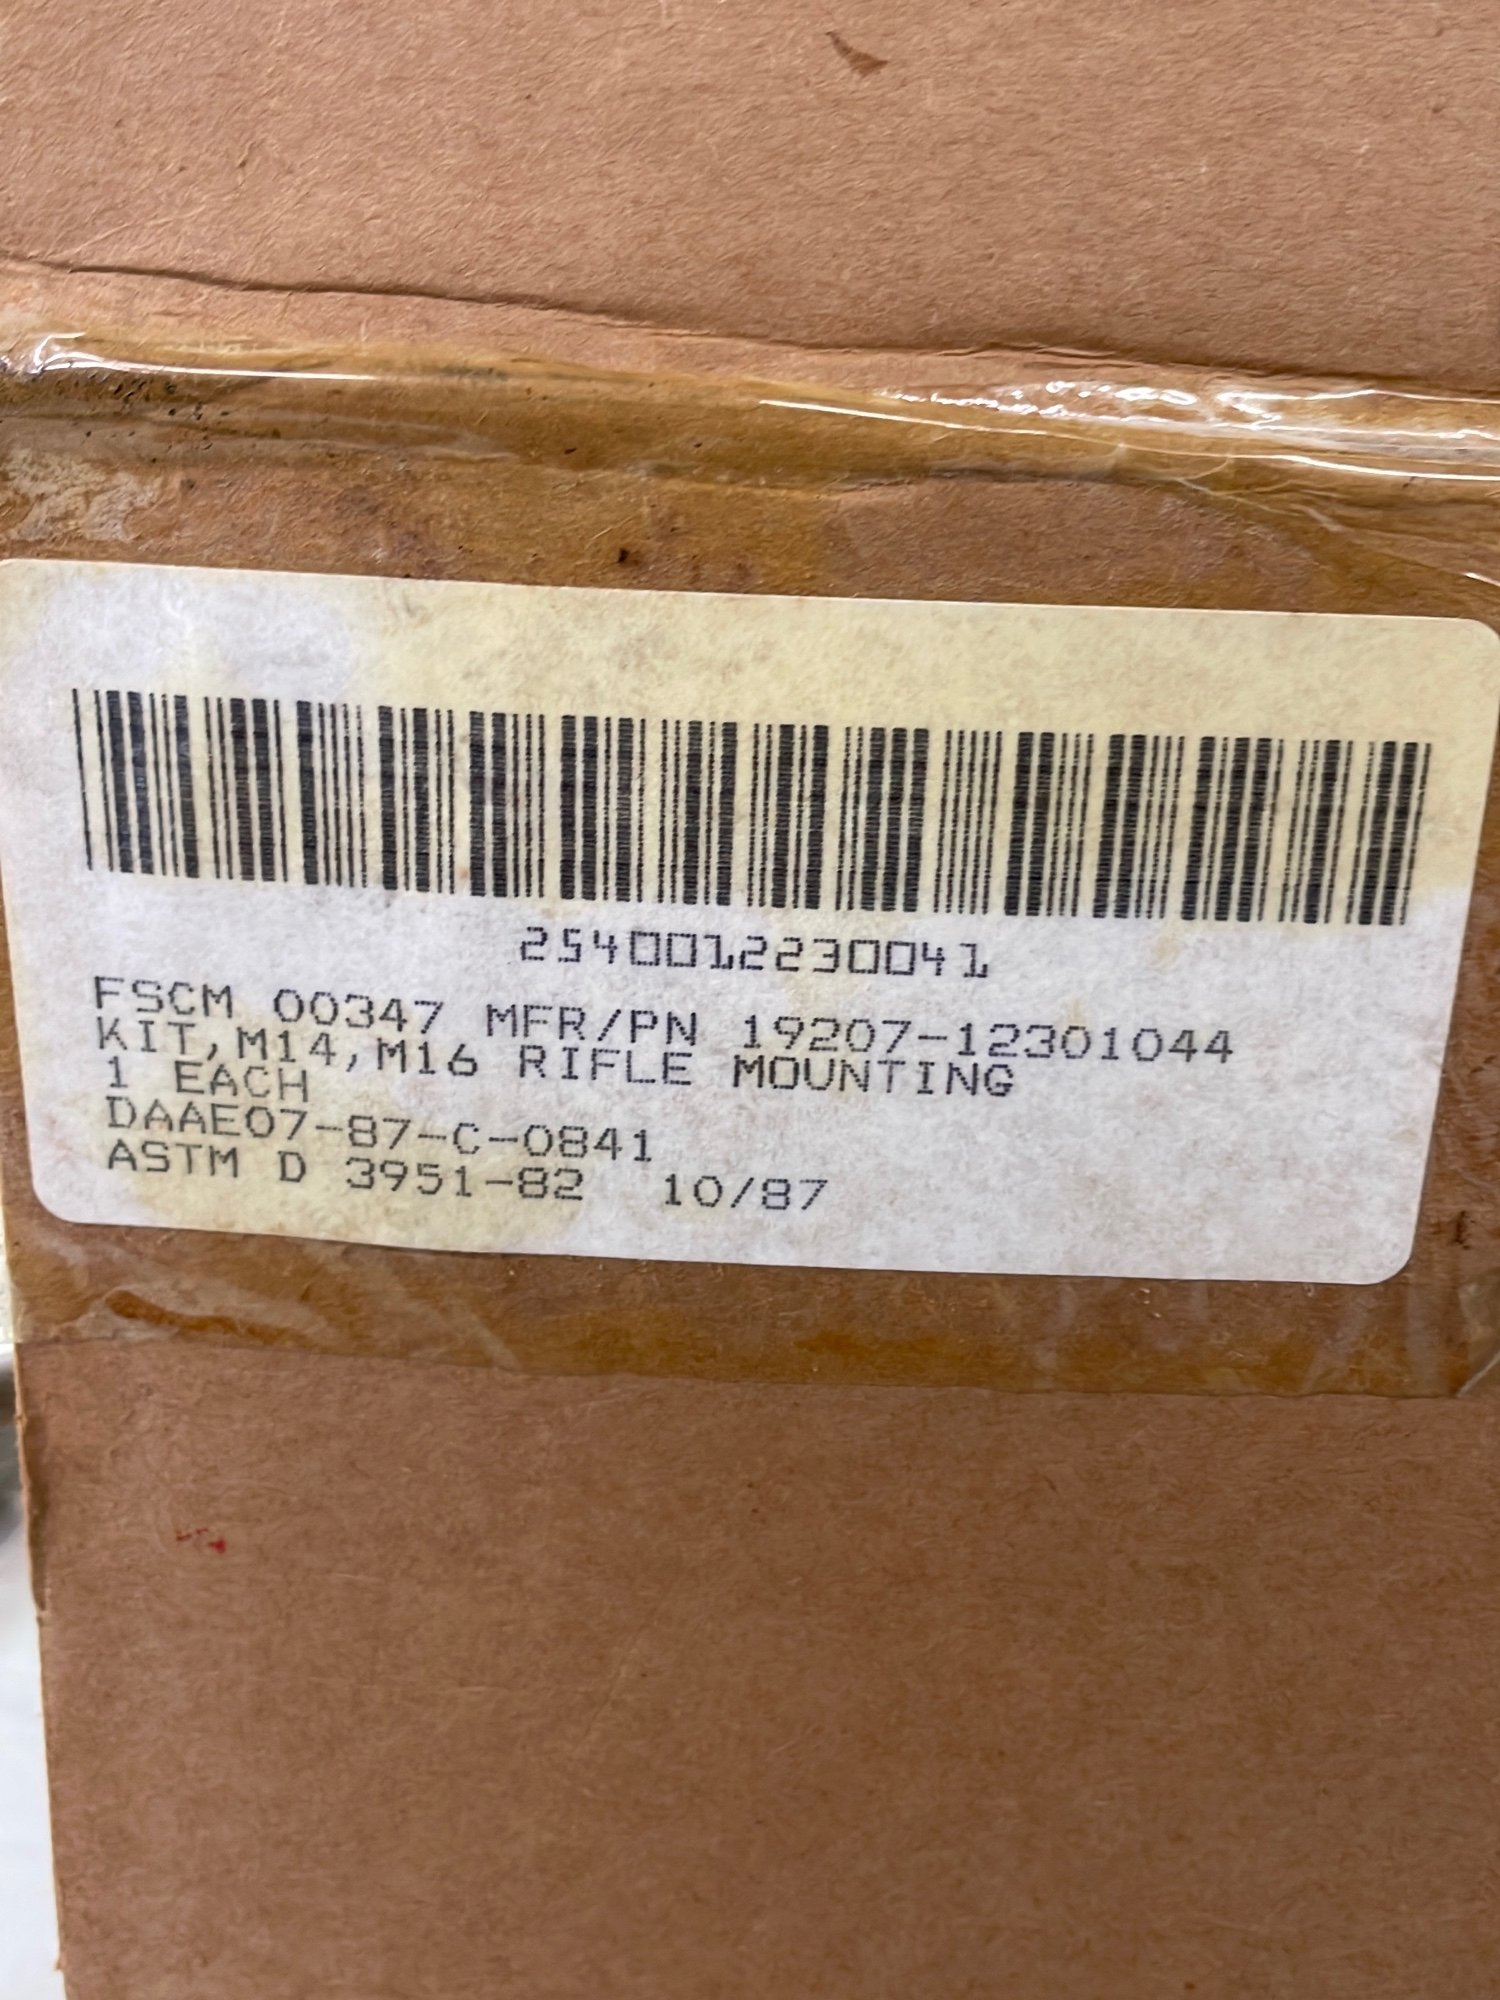 2540012230041
FSCM 00347 MFR/PN 19207-12301044
KIT,M14,M16 RIFLE MOUNTING
1 EACH
DAAE07-87-C-0841
ASTM D 3951-82 10/87